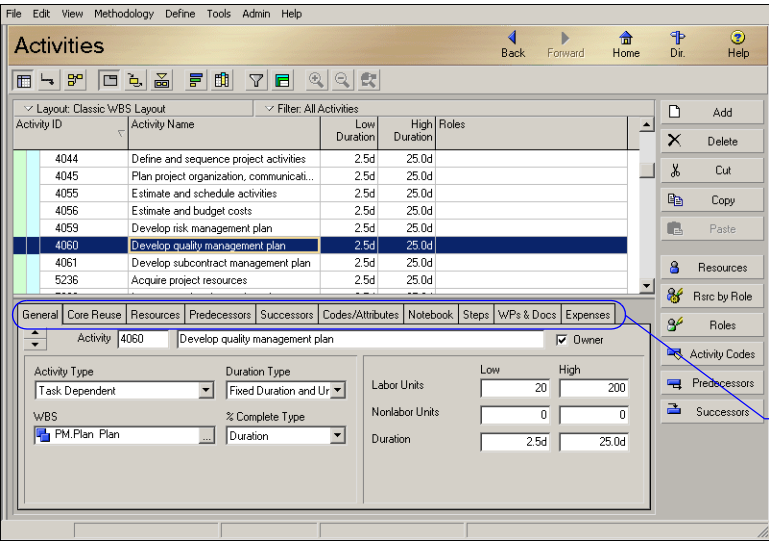 File Edit View Methodology Define Tools Admin Help
Activities
Back Forward Home Dir. Help
Layout: Classic WBS Layout Filter: All Activities
Activity ID Activity Name Low Duration High Duration Roles
4044 Define and sequence project activities 2.5d 25.0d
4045 Plan project organization, communicati... 2.5d 25.0d
4055 Estimate and schedule activities 2.5d 25.0d
4056 Estimate and budget costs 2.5d 25.0d
4059 Develop risk management plan 2.5d 25.0d
4060 Develop quality management plan 2.5d 25.0d
4061 Develop subcontract management plan 2.5d 25.0d
5236 Acquire project resources 2.5d 25.0d
Add
Delete
Cut
Copy
Paste
Resources
Rsrc by Role
Roles
Activity Codes
Predecessors
Successors
General Core Reuse Resources Predecessors Successors Codes/Attributes Notebook Steps WPs & Docs Expenses
Activity 4060 Develop quality management plan Owner
Activity Type Duration Type
Task Dependent Fixed Duration and Ur
WBS % Complete Type
PM.Plan Plan ... Duration
Low High
Labor Units 20 200
Nonlabor Units 0 0
Duration 2.5d 25.0d